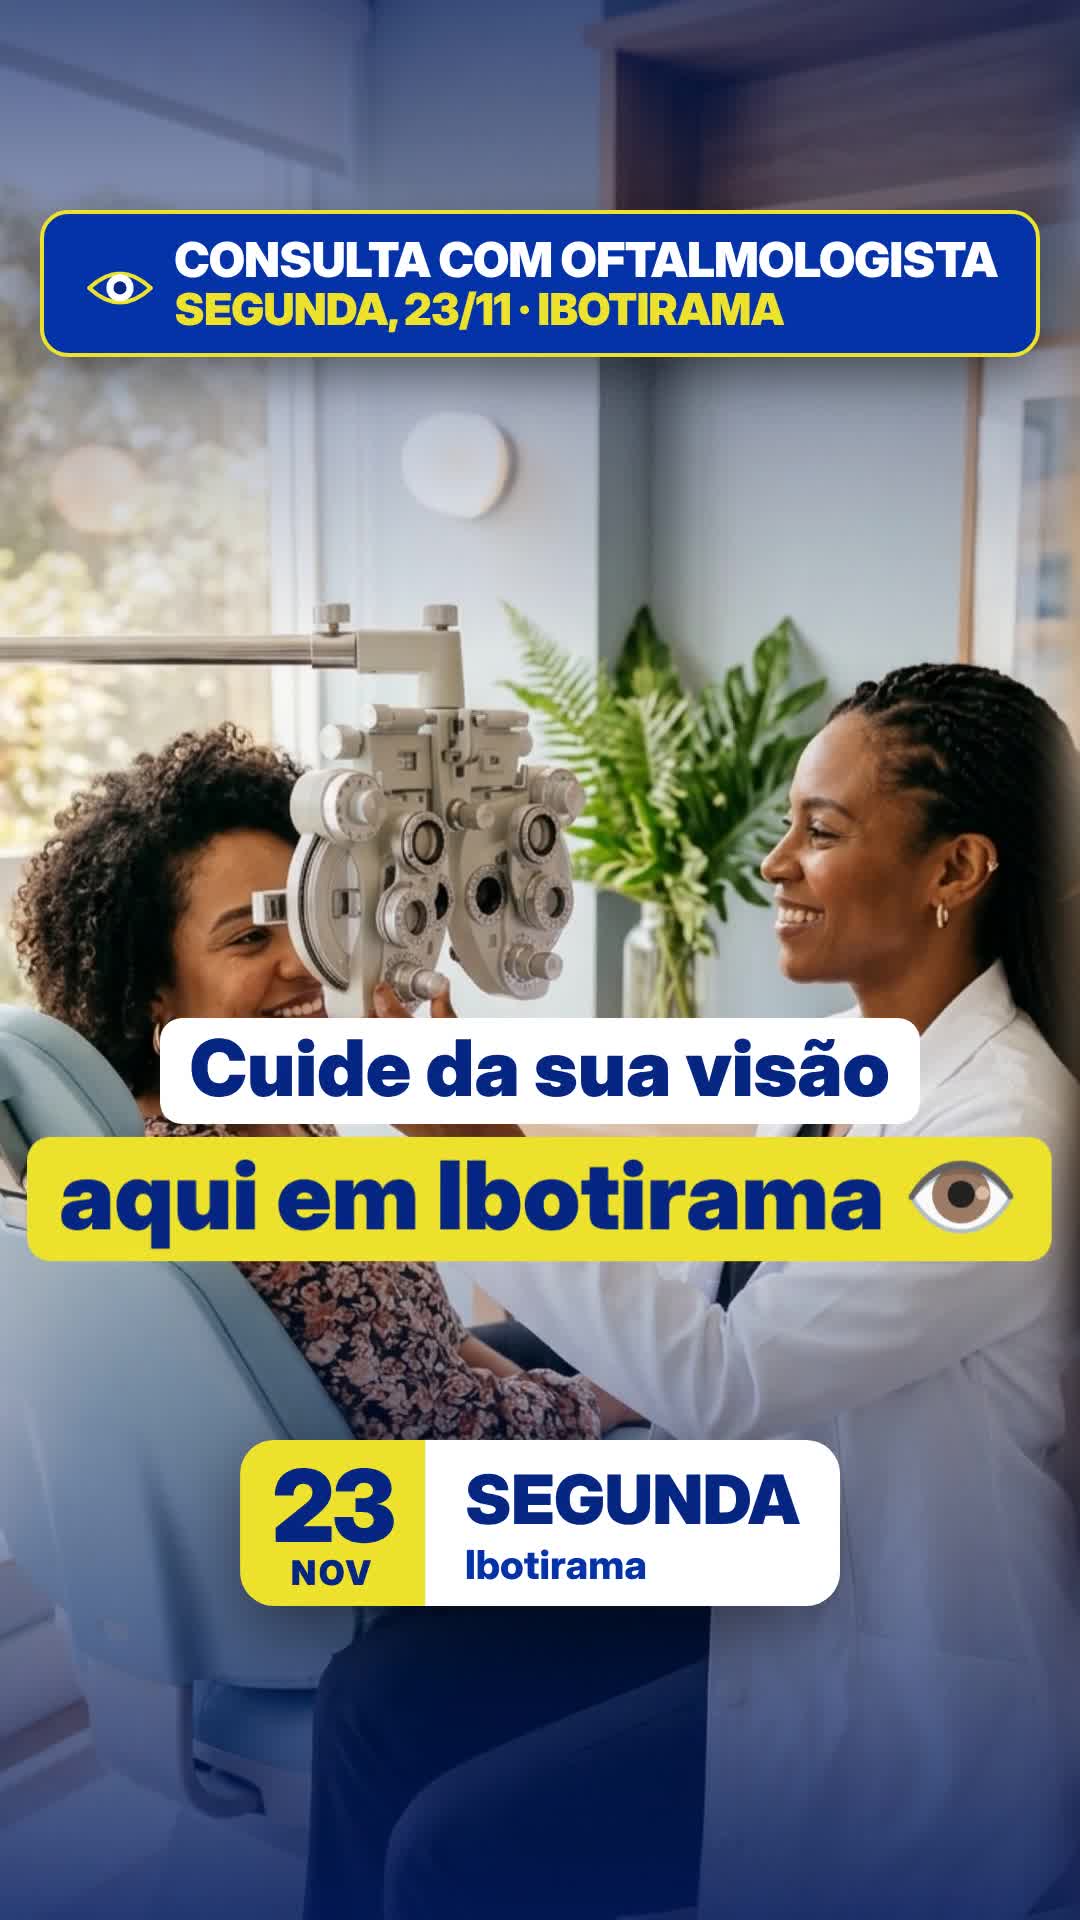 CONSULTA COM OFTALMOLOGISTA
SEGUNDA, 23/11 · IBOTIRAMA
Cuide da sua visão
aqui em Ibotirama 👁️
23
NOV
SEGUNDA
Ibotirama